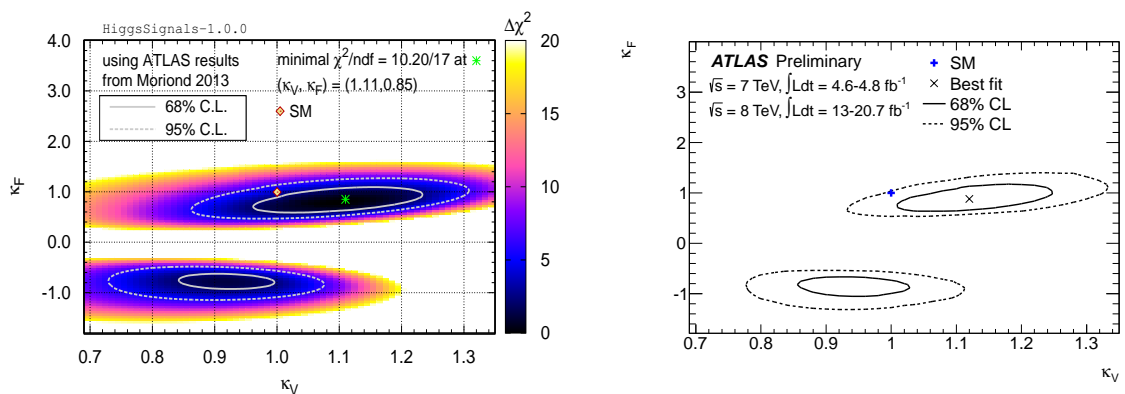 HiggsSignals-1.0.0
Δχ²
using ATLAS results
from Moriond 2013
minimal χ²/ndf = 10.20/17 at
(κV, κF) = (1.11,0.85)
SM
68% C.L.
95% C.L.
4.0
3.0
2.0
1.0
0.0
-1.0
κF
0.7 0.8 0.9 1.0 1.1 1.2 1.3
κV
20
15
10
5
0
κF
ATLAS Preliminary
√s = 7 TeV, ∫Ldt = 4.6-4.8 fb⁻¹
√s = 8 TeV, ∫Ldt = 13-20.7 fb⁻¹
SM
Best fit
68% CL
95% CL
3
2
1
0
-1
0.7 0.8 0.9 1 1.1 1.2 1.3
κV